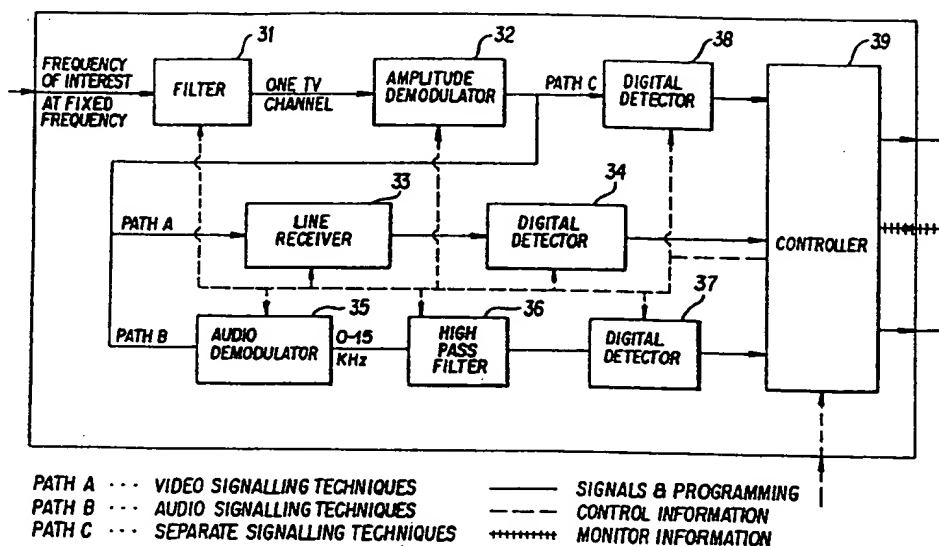 31
32
38
39
FREQUENCY
OF INTEREST
AT FIXED
FREQUENCY
FILTER
ONE TV
CHANNEL
AMPLITUDE
DEMODULATOR
PATH C
DIGITAL
DETECTOR
33
34
PATH A
LINE
RECEIVER
DIGITAL
DETECTOR
CONTROLLER
35
36
37
PATH B
AUDIO
DEMODULATOR
0-15
KHz
HIGH
PASS
FILTER
DIGITAL
DETECTOR
PATH A ··· VIDEO SIGNALLING TECHNIQUES
PATH B ··· AUDIO SIGNALLING TECHNIQUES
PATH C ··· SEPARATE SIGNALLING TECHNIQUES
SIGNALS & PROGRAMMING
CONTROL INFORMATION
MONITOR INFORMATION